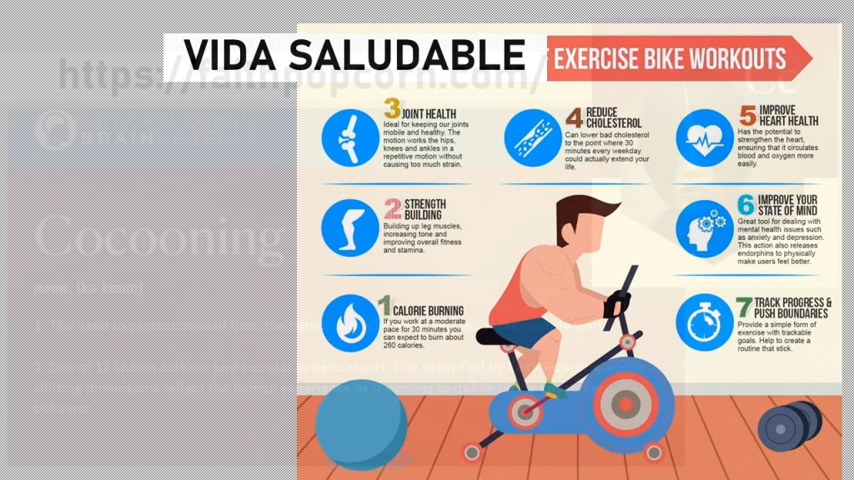 VIDA SALUDABLE
EXERCISE BIKE WORKOUTS
https://faithpopcorn.com/
3 JOINT HEALTH
Ideal for keeping our joints
mobile and healthy. The
motion works the hips,
knees and ankles in a
repetitive motion without
causing too much strain.
4 REDUCE
CHOLESTEROL
Can lower bad cholesterol
to the point where 30
minutes every weekday
could actually extend your
life.
5 IMPROVE
HEART HEALTH
Has the potential to
strengthen the heart,
ensuring that it circulates
blood and oxygen more
easily.
2 STRENGTH
BUILDING
Building up leg muscles,
increasing tone and
improving overall fitness
and stamina.
6 IMPROVE YOUR
STATE OF MIND
Great tool for dealing with
mental health issues such
as anxiety and depression.
This action also releases
endorphins to physically
make users feel better.
Cocooning
1 CALORIE BURNING
If you work at a moderate
pace for 30 minutes you
can expect to burn about
260 calories.
7 TRACK PROGRESS &
PUSH BOUNDARIES
Provide a simple form of
exercise with trackable
goals. Help to create a
routine that stick.